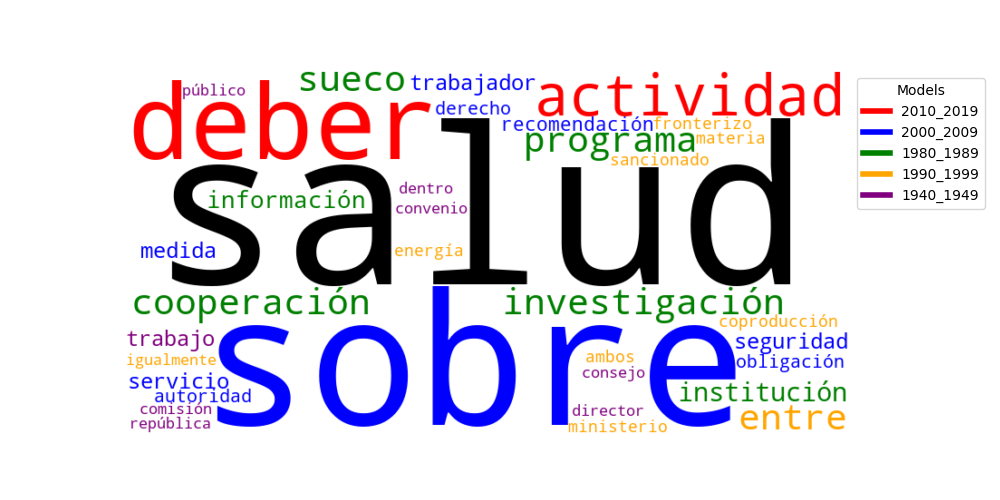 sueco
trabajador
actividad
público
deber
derecho
recomendación
fronterizo
programa
materia
sancionado
salud
información
dentro
convenio
medida
energía
cooperación
investigación
sobre
coproducción
trabajo
seguridad
igualmente
ambos
obligación
consejo
servicio
institución
autoridad
comisión
director
entre
república
ministerio
Models
2010_2019
2000_2009
1980_1989
1990_1999
1940_1949